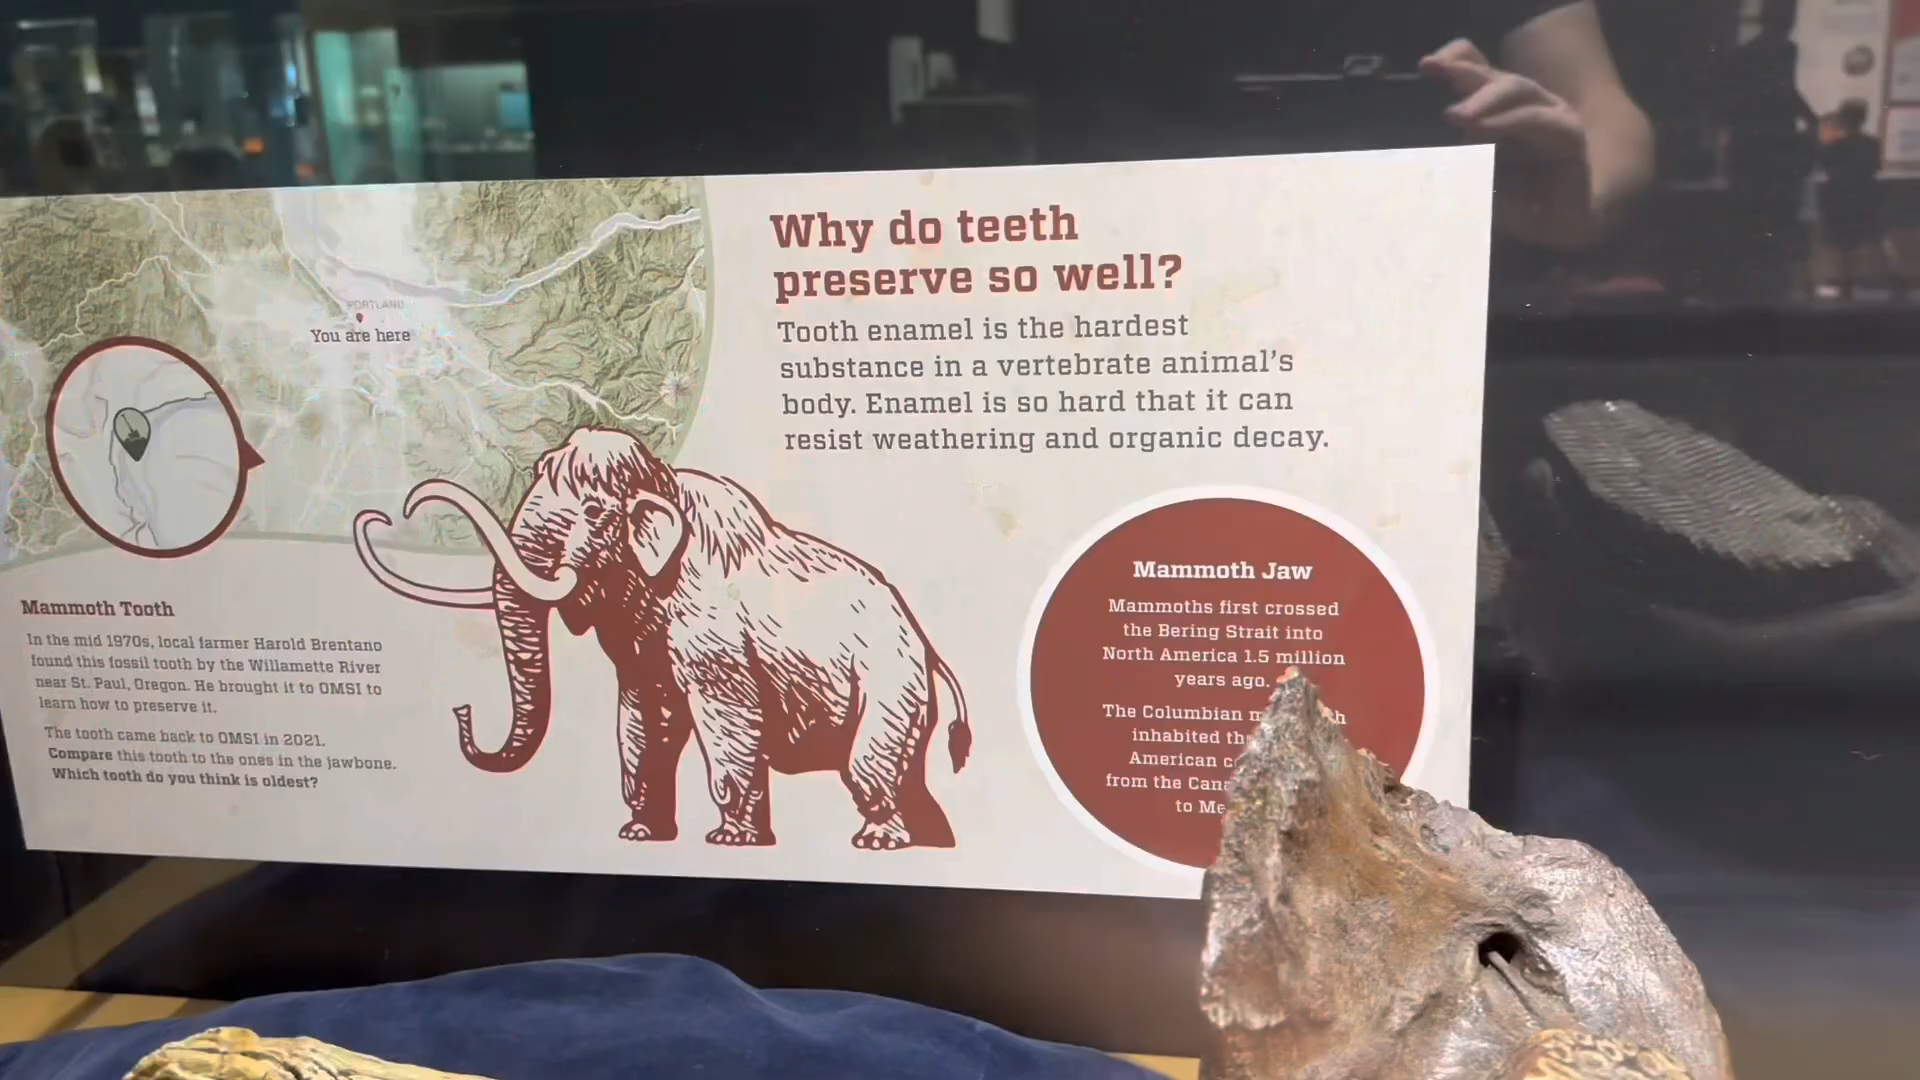 PORTLAND
You are here
Why do teeth
preserve so well?
Tooth enamel is the hardest
substance in a vertebrate animal's
body. Enamel is so hard that it can
resist weathering and organic decay.
Mammoth Tooth
In the mid 1970s, local farmer Harold Brentano
found this fossil tooth by the Willamette River
near St. Paul, Oregon. He brought it to OMSI to
learn how to preserve it.
The tooth came back to OMSI in 2021.
Compare this tooth to the ones in the jawbone.
Which tooth do you think is oldest?
Mammoth Jaw
Mammoths first crossed
the Bering Strait into
North America 1.5 million
years ago.
The Columbian
inhabited
American
from the
to